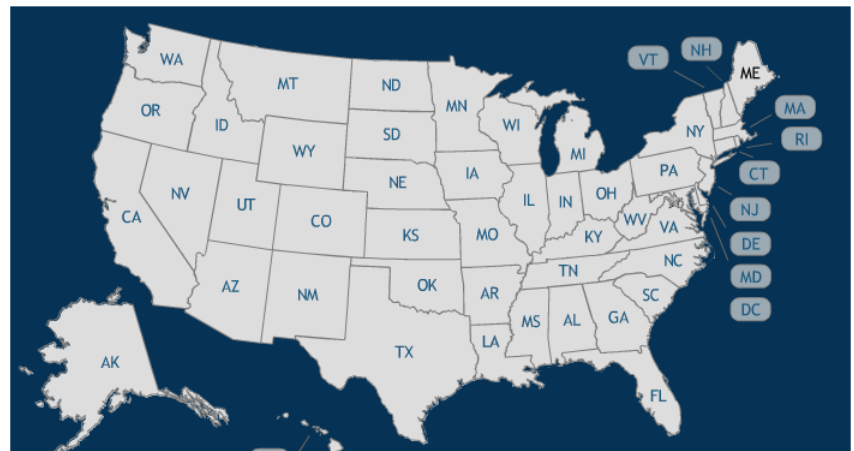 NH
VT
WA
ME
MT
ND
OR
MN
MA
ID
SD
WI
NY
RI
WY
MI
PA
IA
CT
NE
NV
OH
UT
IL
IN
NJ
CA
CO
WV
VA
KS
MO
KY
DE
NC
TN
MD
AZ
OK
NM
AR
SC
DC
MS
AL
GA
LA
TX
AK
FL